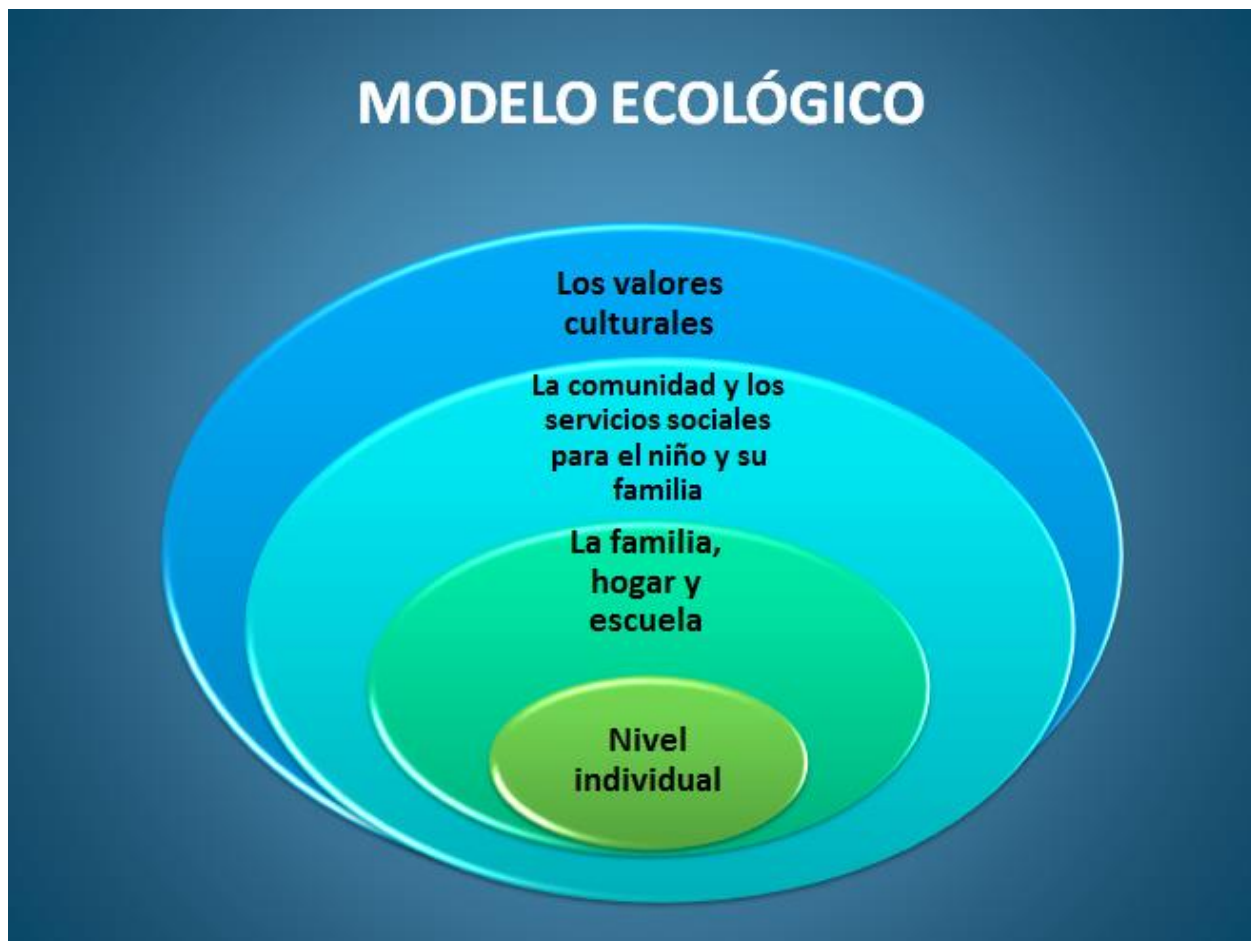 MODELO ECOLÓGICO
Los valores
culturales
La comunidad y los
servicios sociales
para el niño y su
familia
La familia,
hogar y
escuela
Nivel
individual